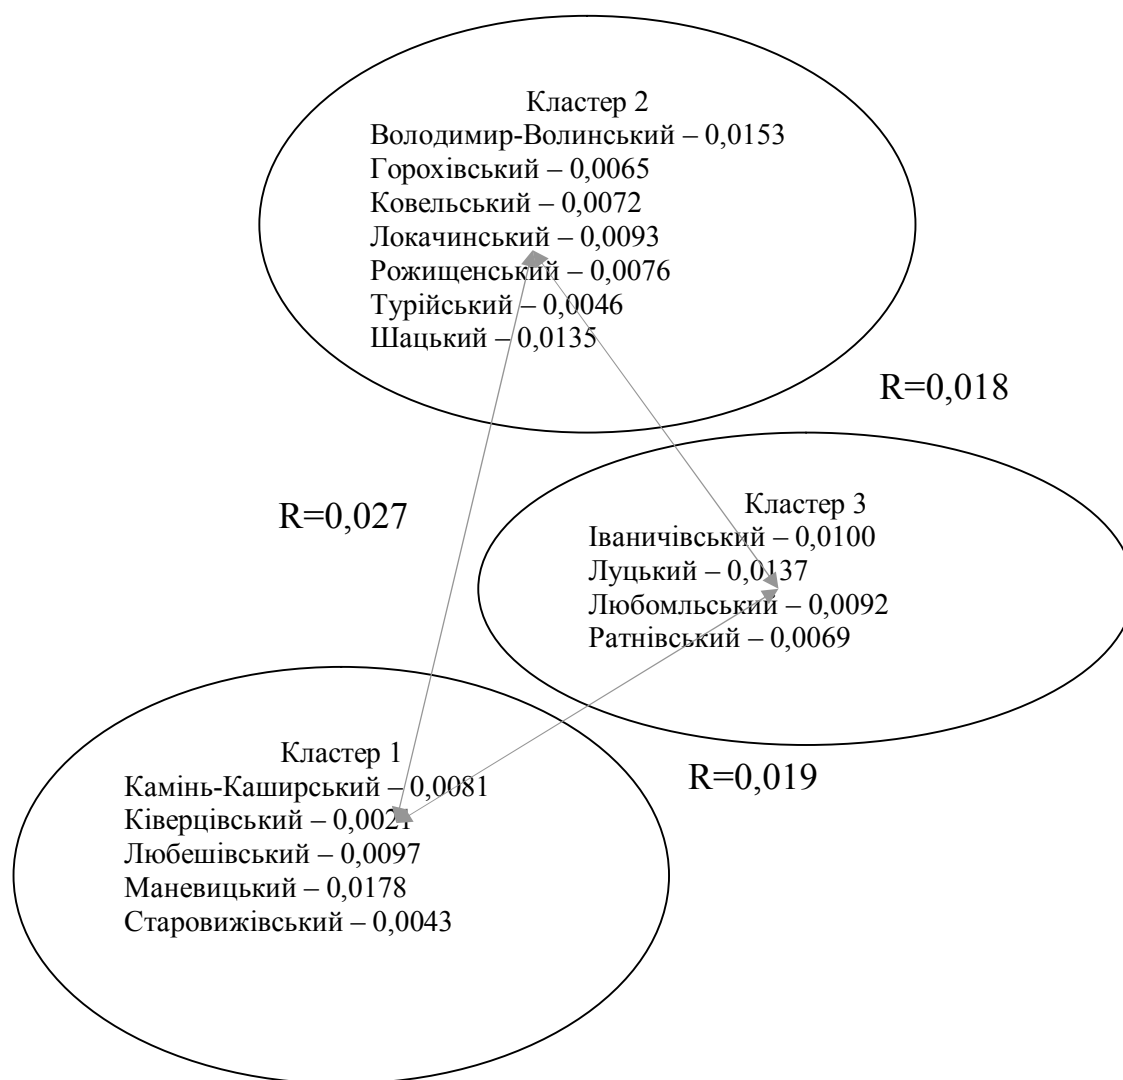 Кластер 2
Володимир-Волинський – 0,0153
Горохівський – 0,0065
Ковельський – 0,0072
Локачинський – 0,0093
Рожищенський – 0,0076
Турійський – 0,0046
Шацький – 0,0135
R=0,018
R=0,027
Кластер 3
Іваничівський – 0,0100
Луцький – 0,0137
Любомльський – 0,0092
Ратнівський – 0,0069
Кластер 1
Камінь-Каширський – 0,0081
Ківерцівський – 0,0021
Любешівський – 0,0097
Маневицький – 0,0178
Старовижівський – 0,0043
R=0,019